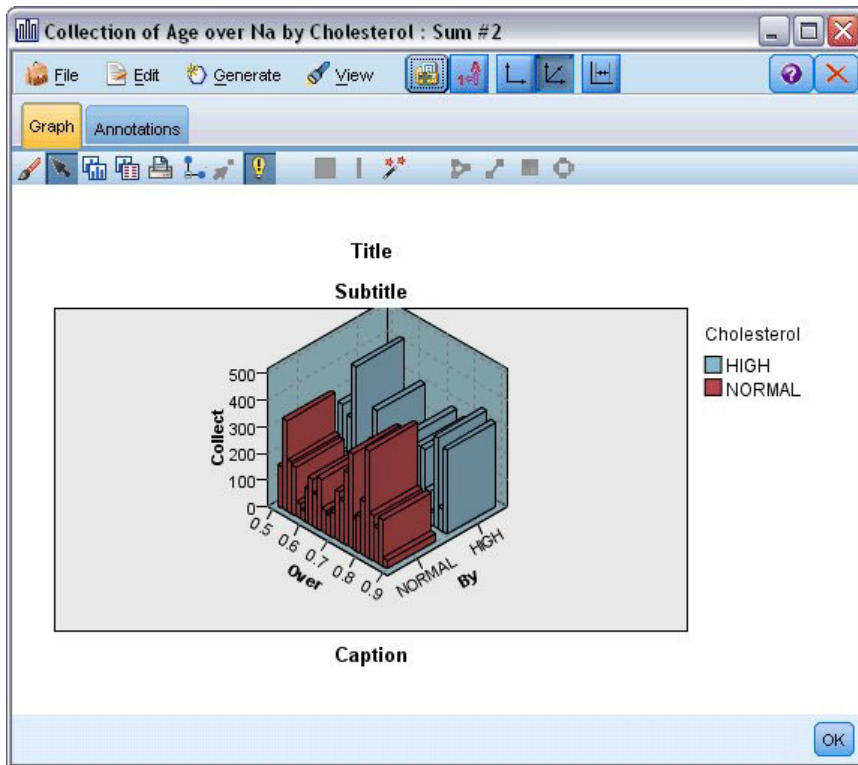 Collection of Age over Na by Cholesterol : Sum #2
File Edit Generate View
Graph Annotations
Title
Subtitle
Cholesterol
HIGH
NORMAL
Collect
500
400
300
200
100
0
0.5 0.6 0.7 0.8 0.9
Over
NORMAL HIGH
By
Caption
OK